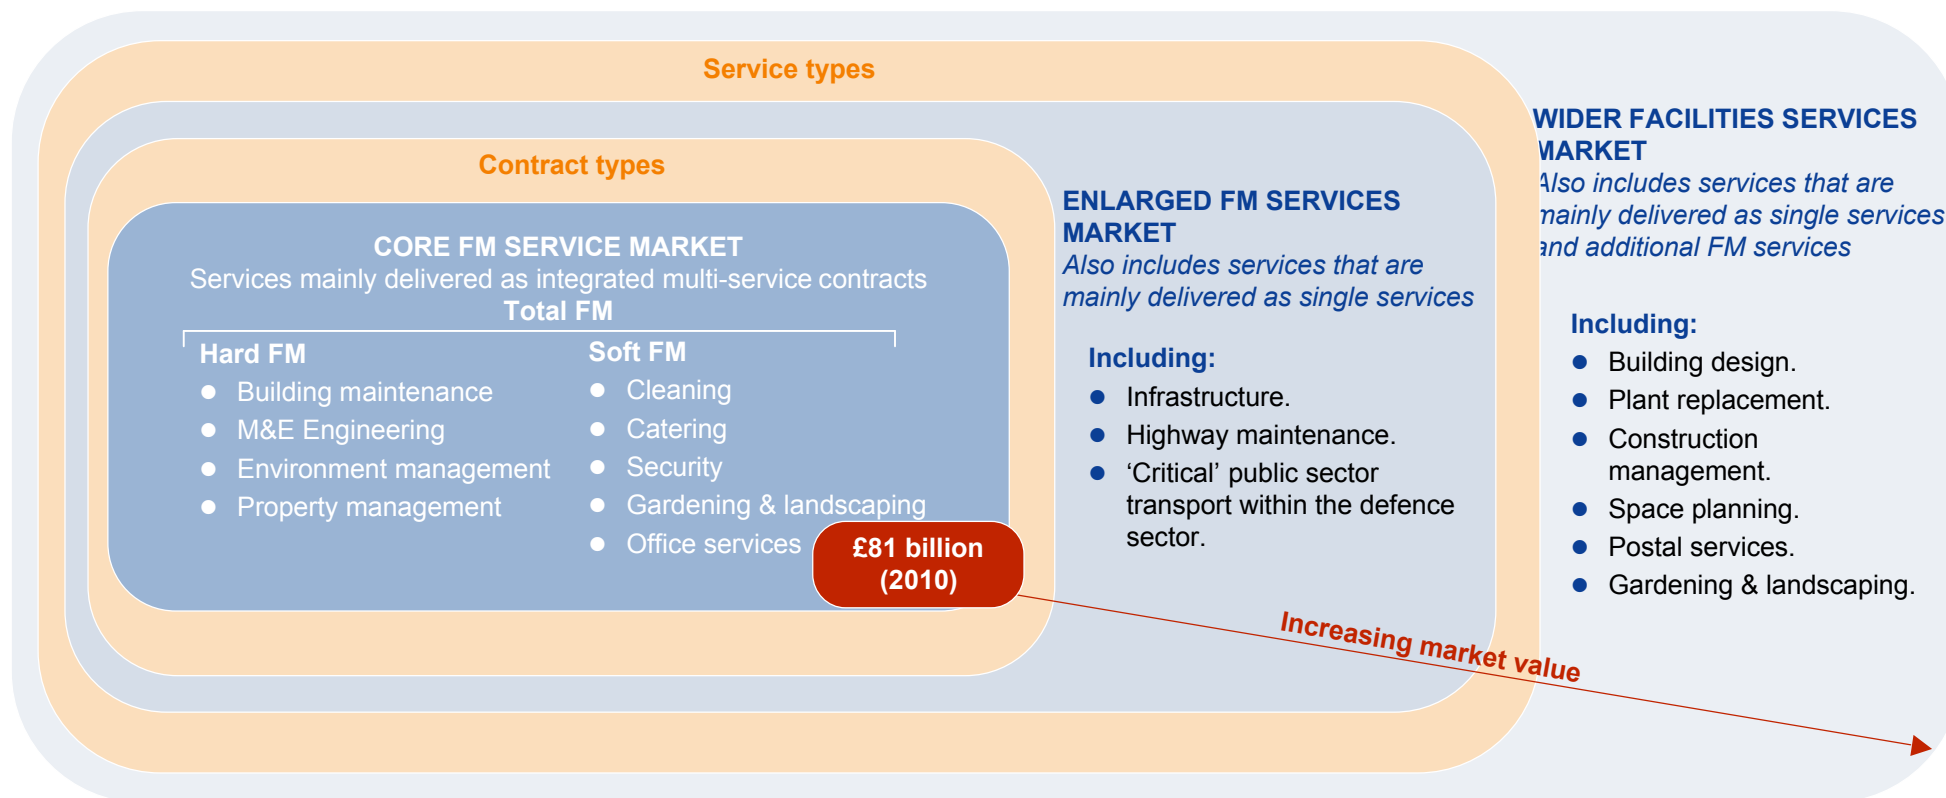 Service types
Contract types
CORE FM SERVICE MARKET
Services mainly delivered as integrated multi-service contracts
Total FM
Hard FM
● Building maintenance
● M&E Engineering
● Environment management
● Property management
Soft FM
● Cleaning
● Catering
● Security
● Gardening & landscaping
● Office services
£81 billion
(2010)
ENLARGED FM SERVICES
MARKET
Also includes services that are
mainly delivered as single services
Including:
● Infrastructure.
● Highway maintenance.
● ‘Critical’ public sector
transport within the defence
sector.
WIDER FACILITIES SERVICES
MARKET
Also includes services that are
mainly delivered as single services
and additional FM services
Including:
● Building design.
● Plant replacement.
● Construction
management.
● Space planning.
● Postal services.
● Gardening & landscaping.
Increasing market value